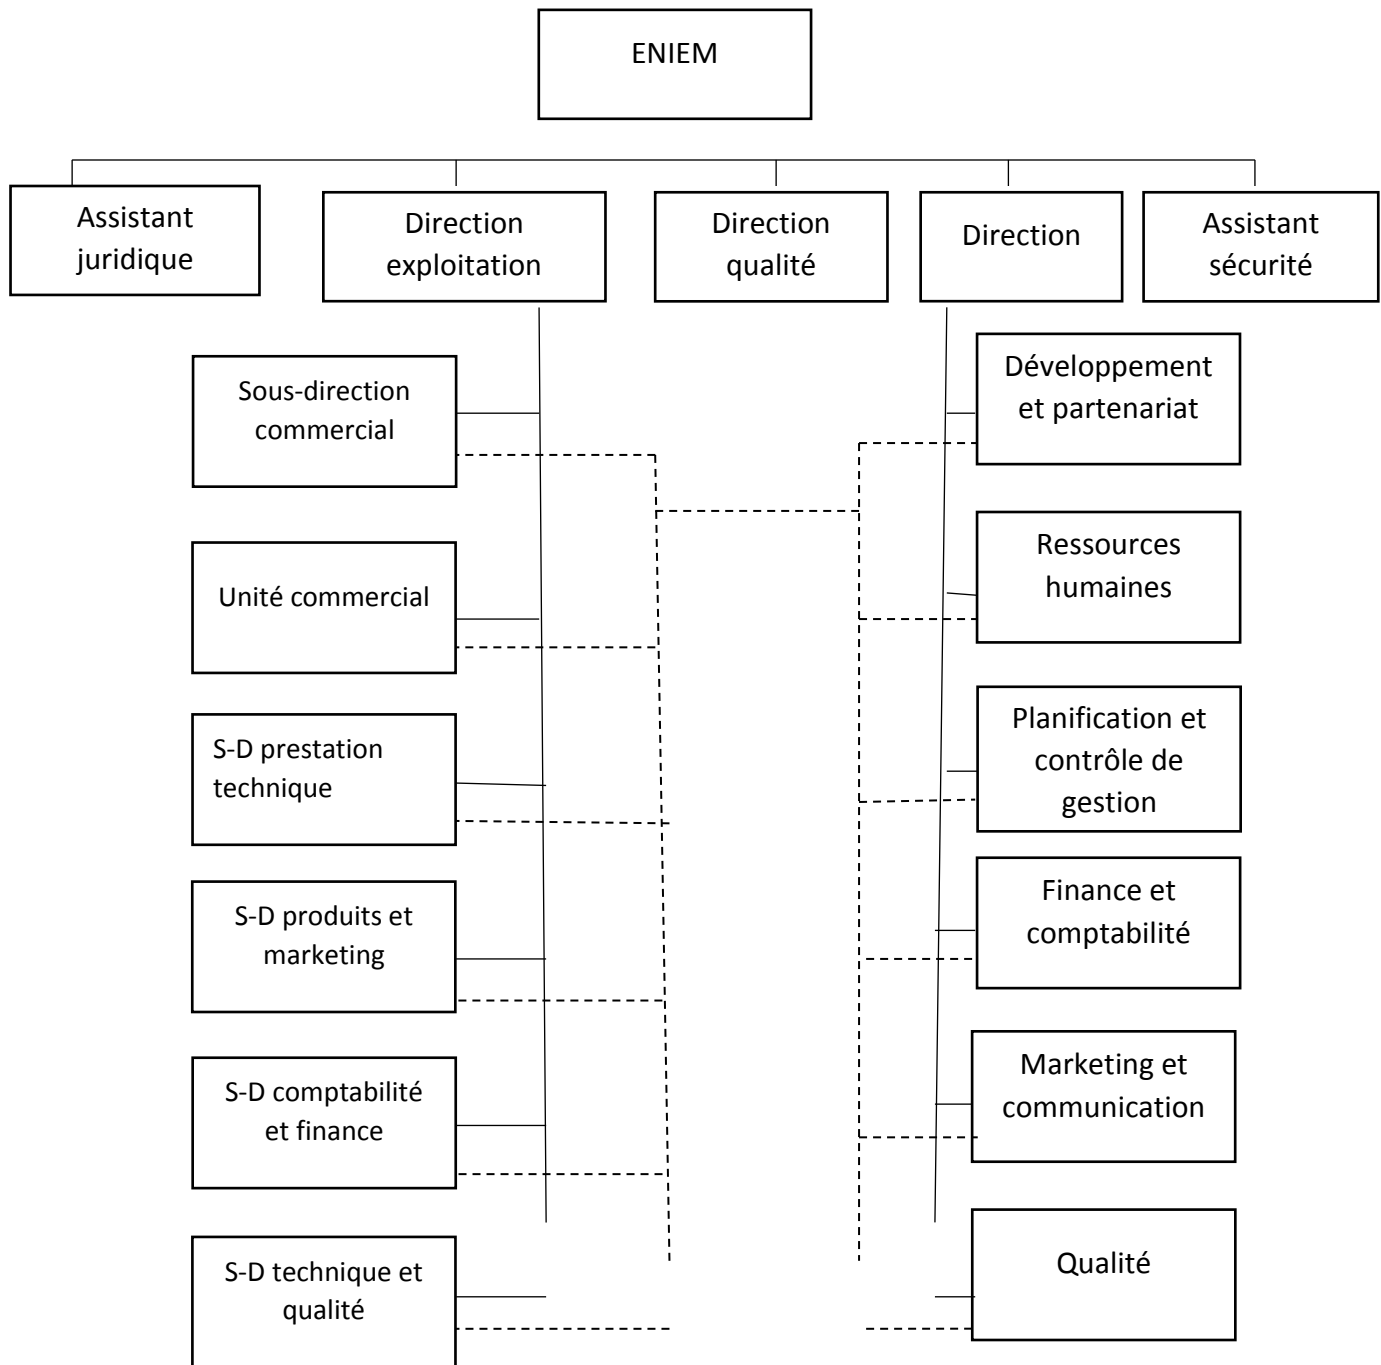 ENIEM
Assistant
juridique
Direction
exploitation
Direction
qualité
Direction
Assistant
sécurité
Sous-direction
commercial
Unité commercial
S-D prestation
technique
S-D produits et
marketing
S-D comptabilité
et finance
S-D technique et
qualité
Développement
et partenariat
Ressources
humaines
Planification et
contrôle de
gestion
Finance et
comptabilité
Marketing et
communication
Qualité